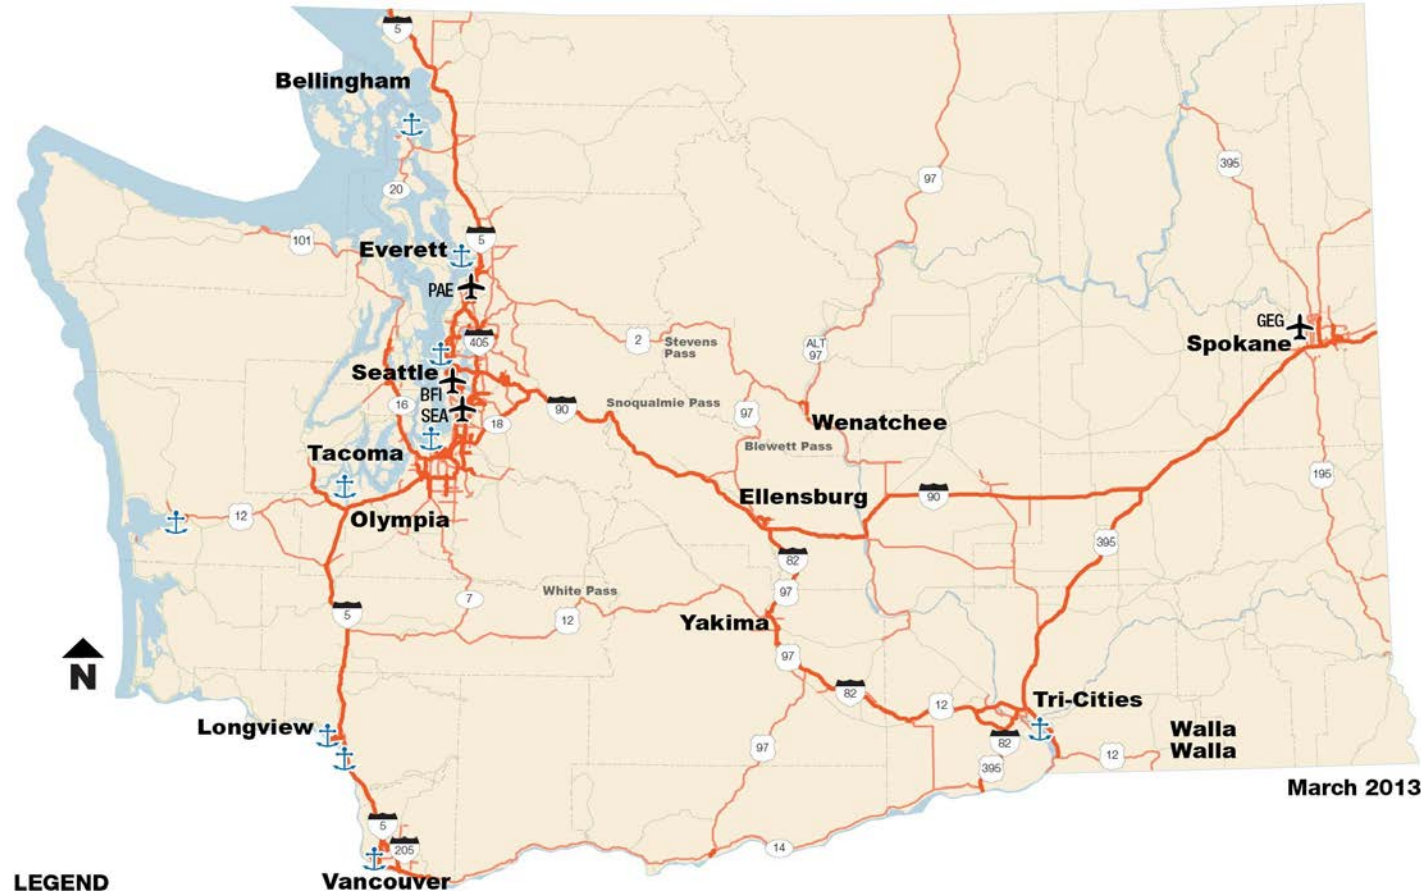 5
Bellingham
395
97
20
101
5
Everett
PAE
GEG
2
Stevens
Pass
ALT
97
405
Spokane
Seattle
BFI
16
SEA
90
Snoqualmie Pass
97
18
Wenatchee
Blewett Pass
Tacoma
195
Ellensburg
90
12
Olympia
395
82
White Pass
97
7
5
12
Yakima
N
97
82
12
Tri-Cities
Longview
Walla
Walla
97
82
12
395
March 2013
5
205
14
LEGEND
Vancouver